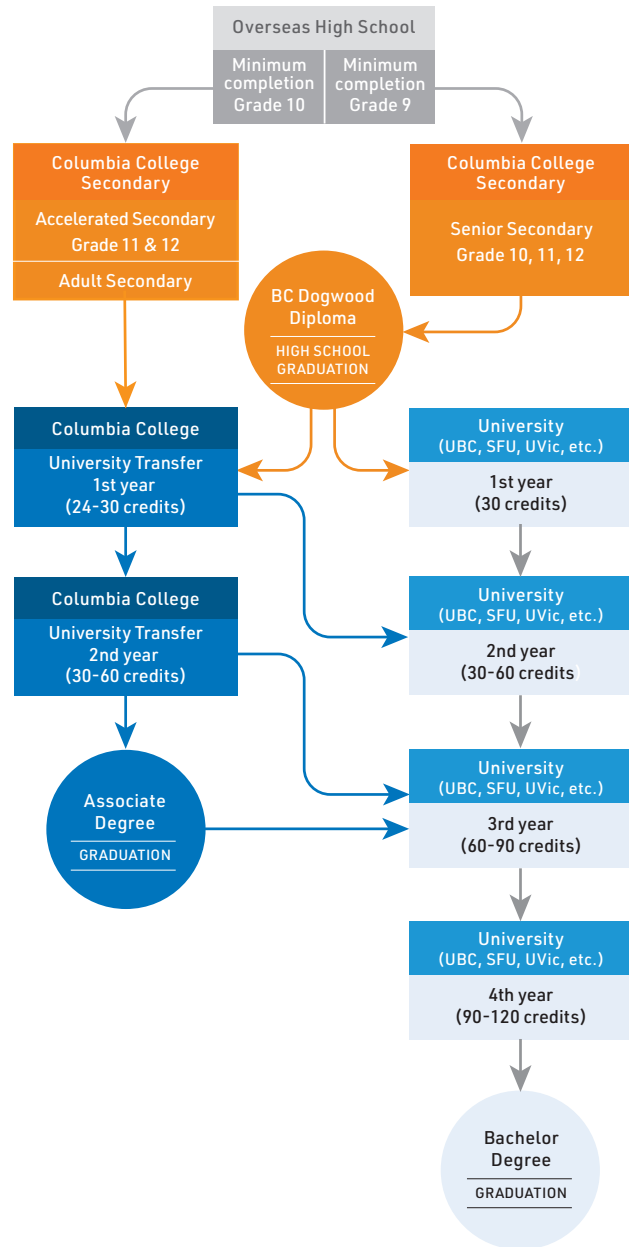 Overseas High School
Minimum
completion
Grade 10
Minimum
completion
Grade 9
Columbia College
Secondary
Accelerated Secondary
Grade 11 & 12
Adult Secondary
Columbia College
Secondary
Senior Secondary
Grade 10, 11, 12
BC Dogwood
Diploma
HIGH SCHOOL
GRADUATION
Columbia College
University Transfer
1st year
(24-30 credits)
University
(UBC, SFU, UVic, etc.)
1st year
(30 credits)
Columbia College
University Transfer
2nd year
(30-60 credits)
University
(UBC, SFU, UVic, etc.)
2nd year
(30-60 credits)
Associate
Degree
GRADUATION
University
(UBC, SFU, UVic, etc.)
3rd year
(60-90 credits)
University
(UBC, SFU, UVic, etc.)
4th year
(90-120 credits)
Bachelor
Degree
GRADUATION